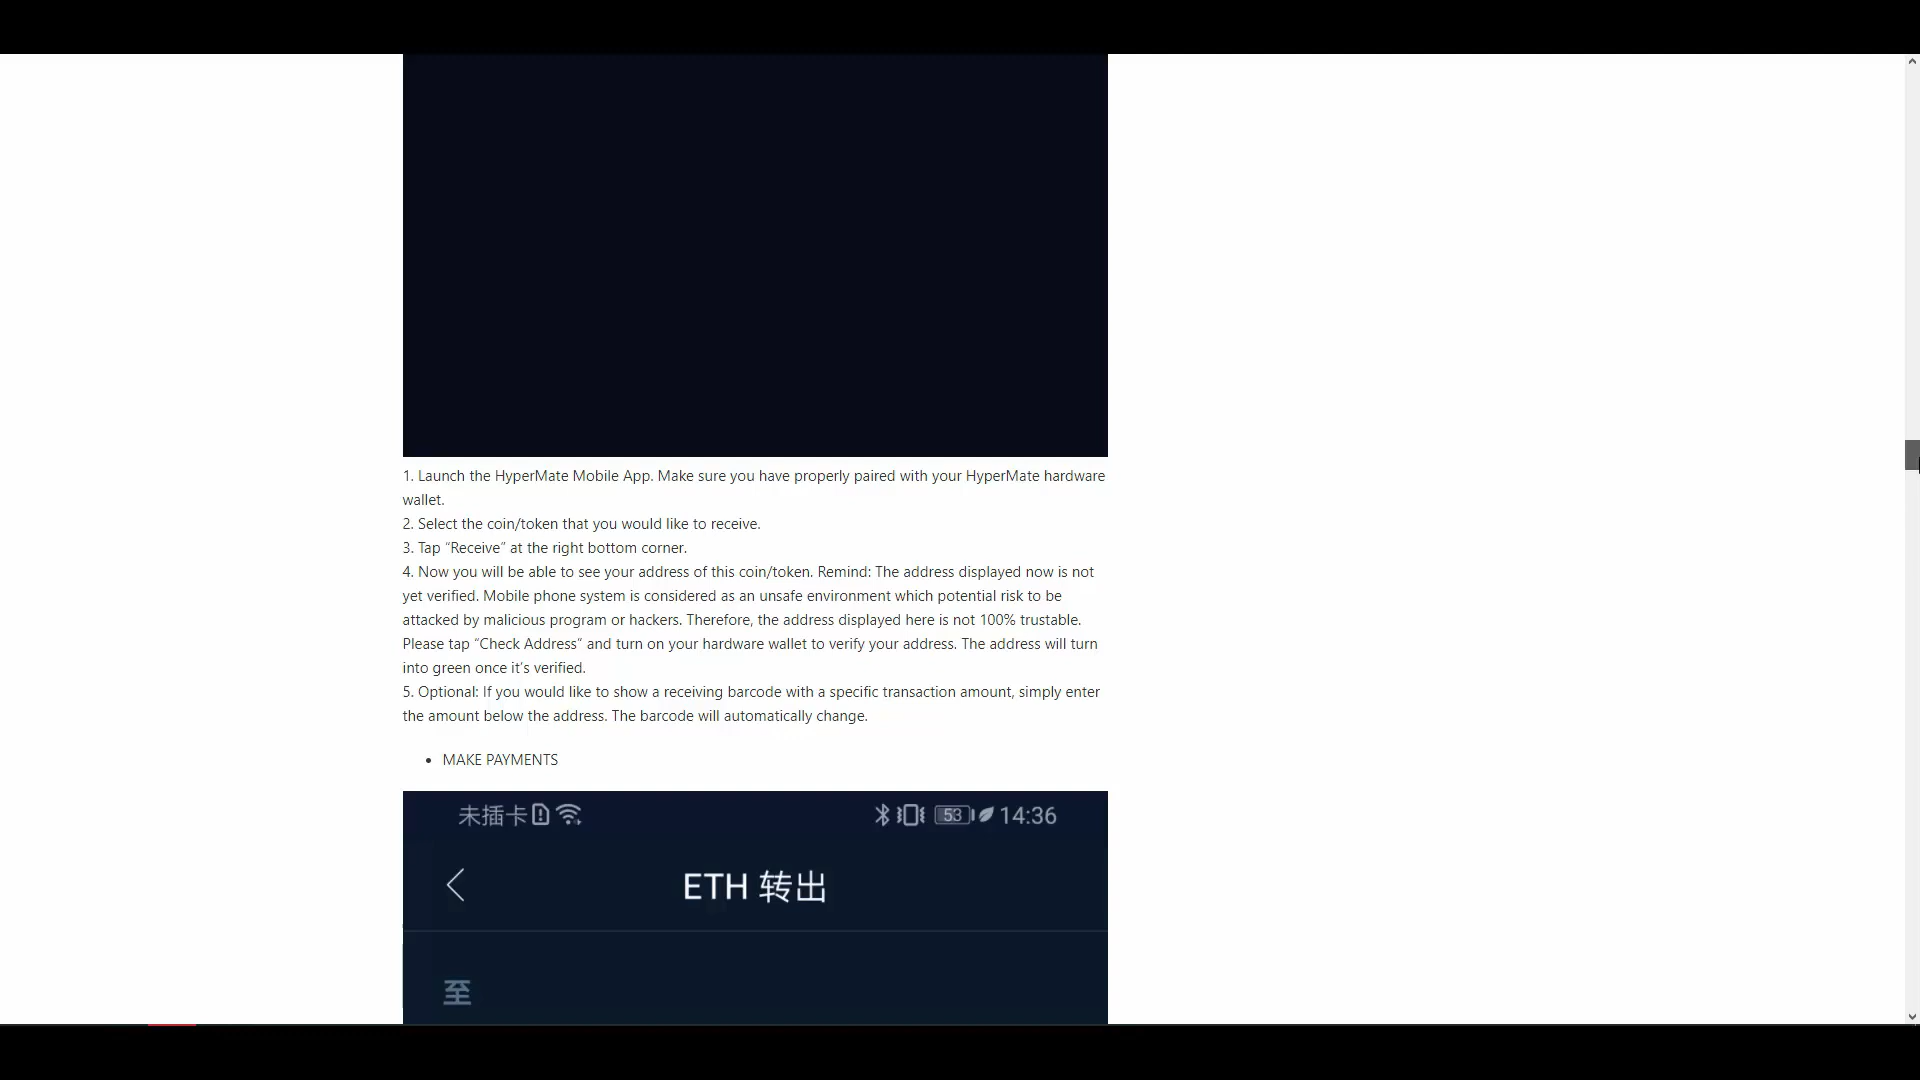 1. Launch the HyperMate Mobile App. Make sure you have properly paired with your HyperMate hardware
wallet.
2. Select the coin/token that you would like to receive.
3. Tap “Receive” at the right bottom corner.
4. Now you will be able to see your address of this coin/token. Remind: The address displayed now is not
yet verified. Mobile phone system is considered as an unsafe environment which potential risk to be
attacked by malicious program or hackers. Therefore, the address displayed here is not 100% trustable.
Please tap “Check Address” and turn on your hardware wallet to verify your address. The address will turn
into green once it’s verified.
5. Optional: If you would like to show a receiving barcode with a specific transaction amount, simply enter
the amount below the address. The barcode will automatically change.
• MAKE PAYMENTS
未插卡 53 14:36
ETH 转出
至